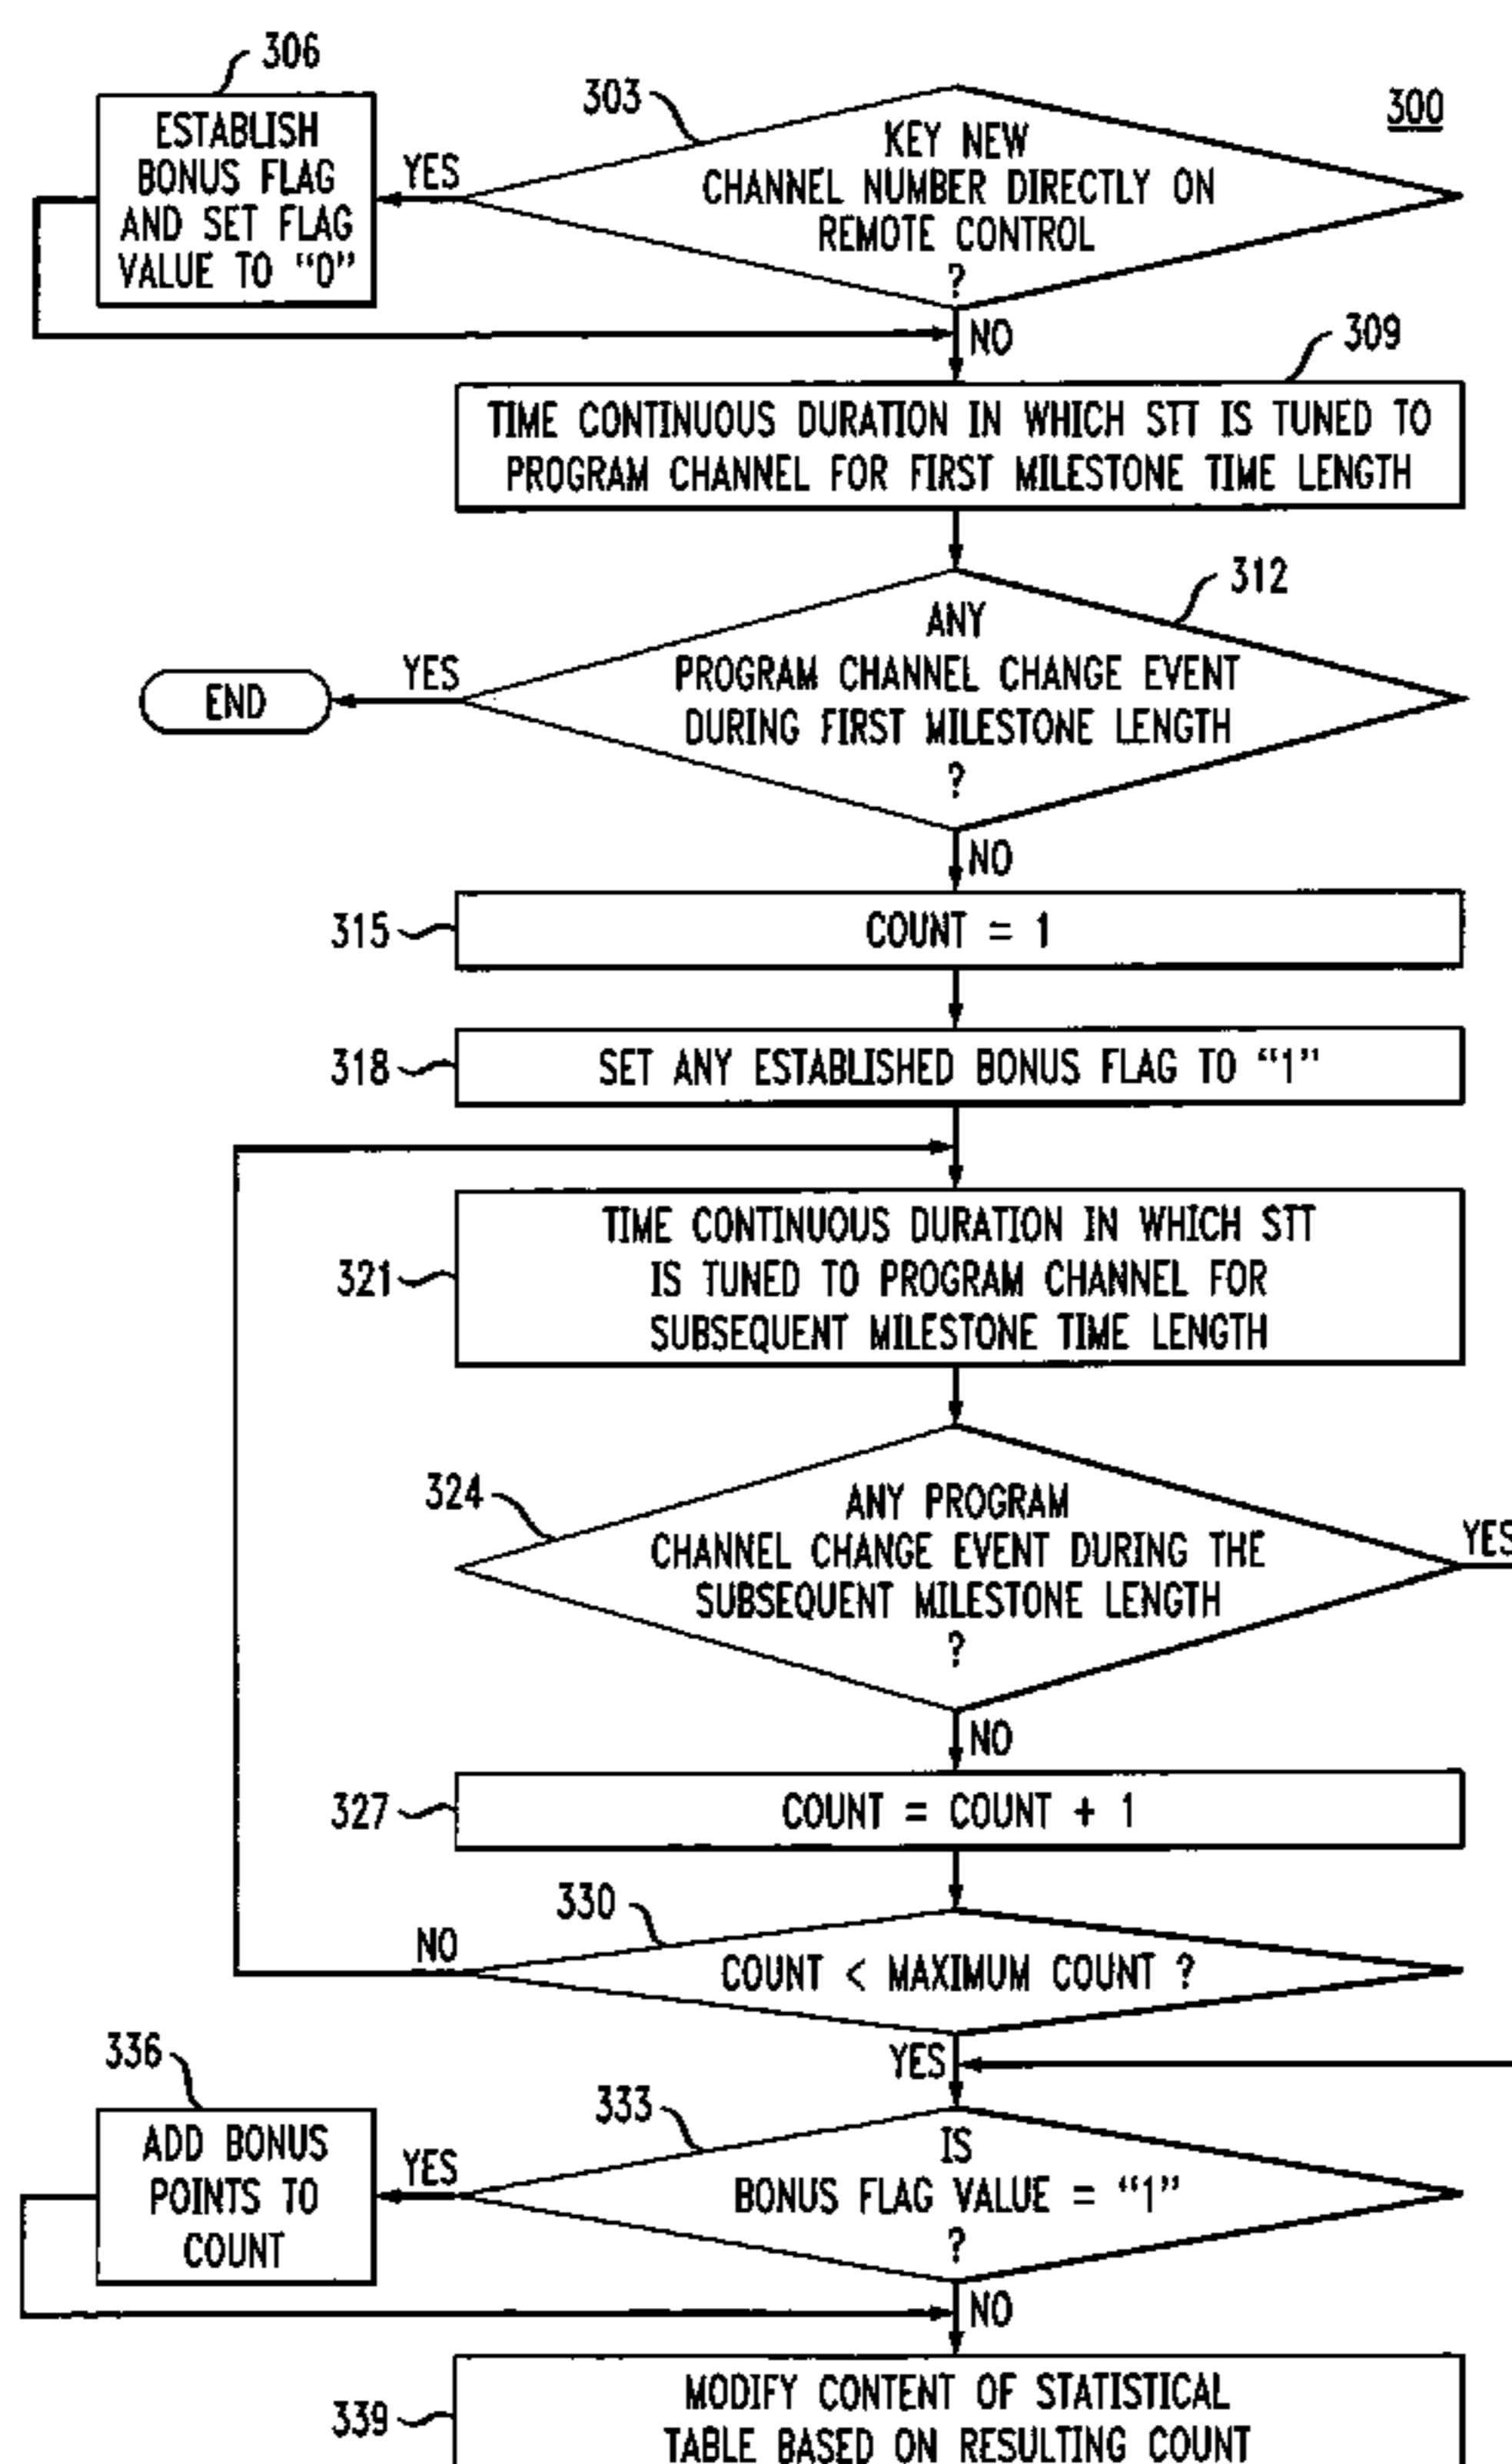 306
ESTABLISH
BONUS FLAG
AND SET FLAG
VALUE TO “0”
YES
303
KEY NEW
CHANNEL NUMBER DIRECTLY ON
REMOTE CONTROL
?
300
NO
309
TIME CONTINUOUS DURATION IN WHICH STT IS TUNED TO
PROGRAM CHANNEL FOR FIRST MILESTONE TIME LENGTH
312
ANY
PROGRAM CHANNEL CHANGE EVENT
DURING FIRST MILESTONE LENGTH
?
YES
END
NO
315
COUNT = 1
318
SET ANY ESTABLISHED BONUS FLAG TO “1”
321
TIME CONTINUOUS DURATION IN WHICH STT
IS TUNED TO PROGRAM CHANNEL FOR
SUBSEQUENT MILESTONE TIME LENGTH
324
ANY PROGRAM
CHANNEL CHANGE EVENT DURING THE
SUBSEQUENT MILESTONE LENGTH
?
YES
NO
327
COUNT = COUNT + 1
330
NO
COUNT < MAXIMUM COUNT ?
YES
336
ADD BONUS
POINTS TO
COUNT
YES
333
IS
BONUS FLAG VALUE = “1”
?
NO
339
MODIFY CONTENT OF STATISTICAL
TABLE BASED ON RESULTING COUNT